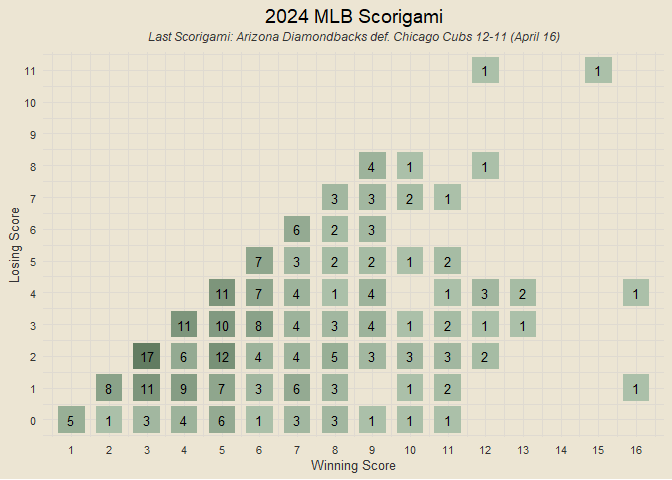 2024 MLB Scorigami
Last Scorigami: Arizona Diamondbacks def. Chicago Cubs 12-11 (April 16)
11 1 1
10
9
8 4 1 1
7 3 3 2 1
6 6 2 3
5 7 3 2 2 1 2
4 11 7 4 1 4 1 3 2 1
3 11 10 8 4 3 4 1 2 1 1
2 17 6 12 4 4 5 3 3 3 2
1 8 11 9 7 3 6 3 1 2 1
0 5 1 3 4 6 1 3 3 1 1 1
1 2 3 4 5 6 7 8 9 10 11 12 13 14 15 16
Losing Score
Winning Score